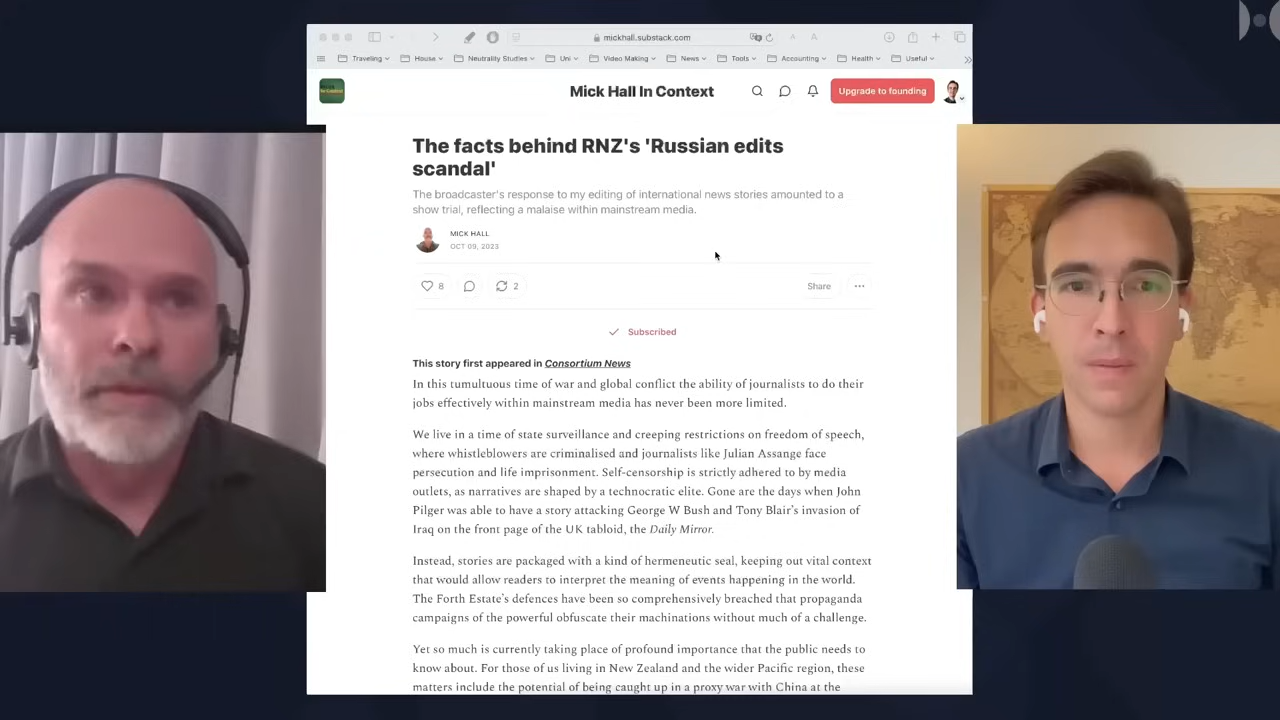 mickhall.substack.com
Traveling
House
Neutrality Studies
Uni
Video Making
News
Tools
Accounting
Health
Useful
Mick Hall In Context
Upgrade to founding
The facts behind RNZ's 'Russian edits
scandal'
The broadcaster's response to my editing of international news stories amounted to a
show trial, reflecting a malaise within mainstream media.
MICK HALL
OCT 09, 2023
8
2
Share
Subscribed
This story first appeared in Consortium News
In this tumultuous time of war and global conflict the ability of journalists to do their
jobs effectively within mainstream media has never been more limited.
We live in a time of state surveillance and creeping restrictions on freedom of speech,
where whistleblowers are criminalised and journalists like Julian Assange face
persecution and life imprisonment. Self-censorship is strictly adhered to by media
outlets, as narratives are shaped by a technocratic elite. Gone are the days when John
Pilger was able to have a story attacking George W Bush and Tony Blair's invasion of
Iraq on the front page of the UK tabloid, the Daily Mirror.
Instead, stories are packaged with a kind of hermeneutic seal, keeping out vital context
that would allow readers to interpret the meaning of events happening in the world.
The Forth Estate's defences have been so comprehensively breached that propaganda
campaigns of the powerful obfuscate their machinations without much of a challenge.
Yet so much is currently taking place of profound importance that the public needs to
know about. For those of us living in New Zealand and the wider Pacific region, these
matters include the potential of being caught up in a proxy war with China at the